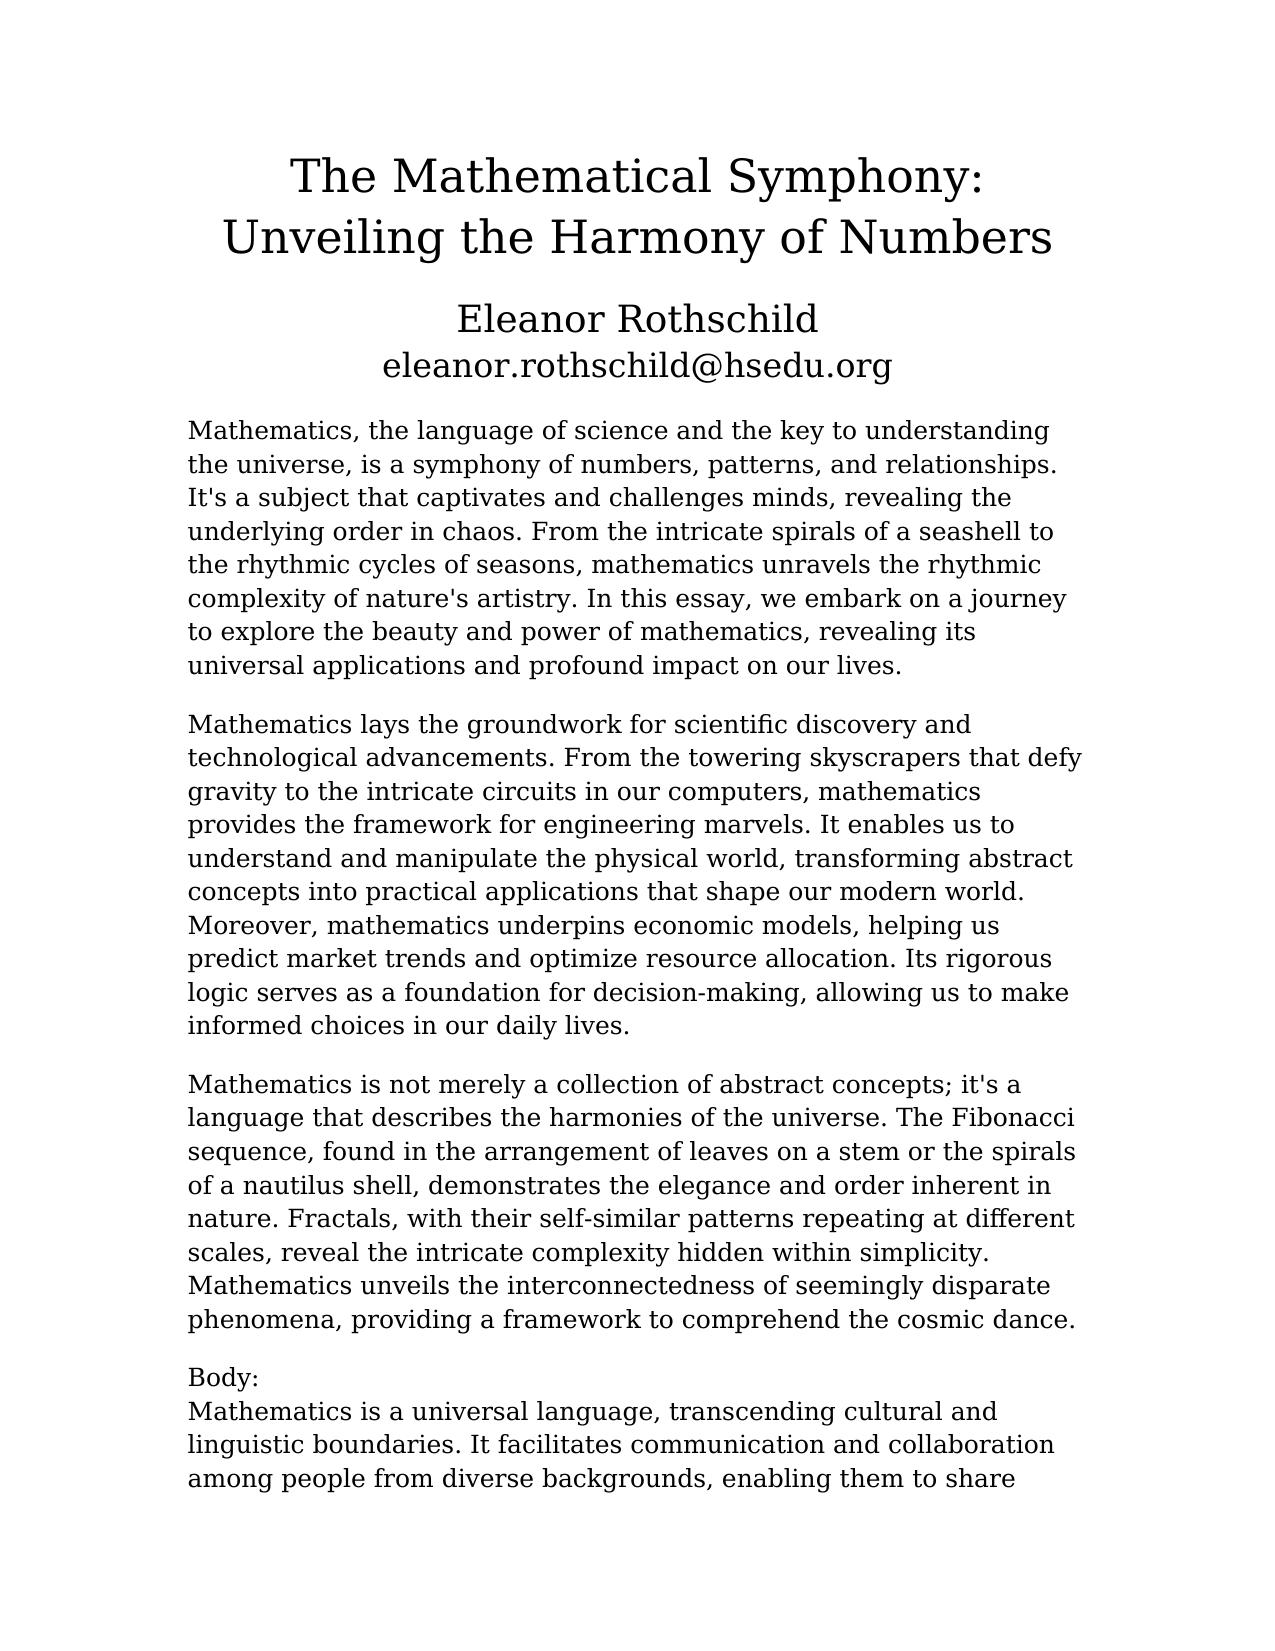 The Mathematical Symphony:
Unveiling the Harmony of Numbers
Eleanor Rothschild
eleanor.rothschild@hsedu.org
Mathematics, the language of science and the key to understanding
the universe, is a symphony of numbers, patterns, and relationships.
It's a subject that captivates and challenges minds, revealing the
underlying order in chaos. From the intricate spirals of a seashell to
the rhythmic cycles of seasons, mathematics unravels the rhythmic
complexity of nature's artistry. In this essay, we embark on a journey
to explore the beauty and power of mathematics, revealing its
universal applications and profound impact on our lives.
Mathematics lays the groundwork for scientific discovery and
technological advancements. From the towering skyscrapers that defy
gravity to the intricate circuits in our computers, mathematics
provides the framework for engineering marvels. It enables us to
understand and manipulate the physical world, transforming abstract
concepts into practical applications that shape our modern world.
Moreover, mathematics underpins economic models, helping us
predict market trends and optimize resource allocation. Its rigorous
logic serves as a foundation for decision-making, allowing us to make
informed choices in our daily lives.
Mathematics is not merely a collection of abstract concepts; it's a
language that describes the harmonies of the universe. The Fibonacci
sequence, found in the arrangement of leaves on a stem or the spirals
of a nautilus shell, demonstrates the elegance and order inherent in
nature. Fractals, with their self-similar patterns repeating at different
scales, reveal the intricate complexity hidden within simplicity.
Mathematics unveils the interconnectedness of seemingly disparate
phenomena, providing a framework to comprehend the cosmic dance.
Body:
Mathematics is a universal language, transcending cultural and
linguistic boundaries. It facilitates communication and collaboration
among people from diverse backgrounds, enabling them to share